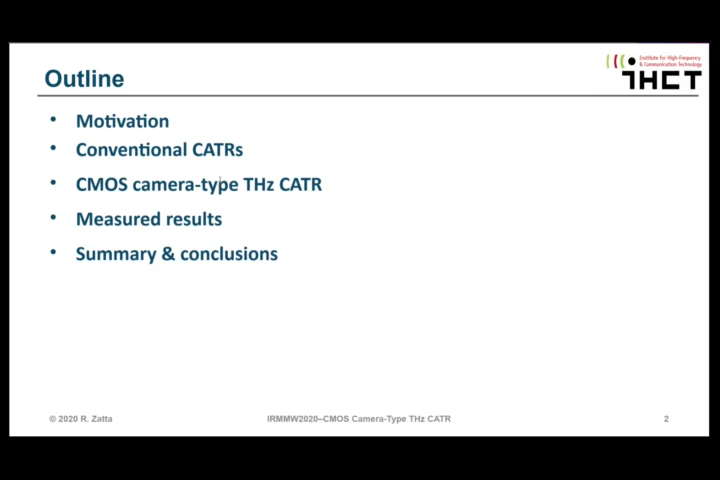 Institute for High-Frequency
& Communication Technology
IHCT
Outline
• Motivation
• Conventional CATRs
• CMOS camera-type THz CATR
• Measured results
• Summary & conclusions
© 2020 R. Zatta
IRMMW2020–CMOS Camera-Type THz CATR
2